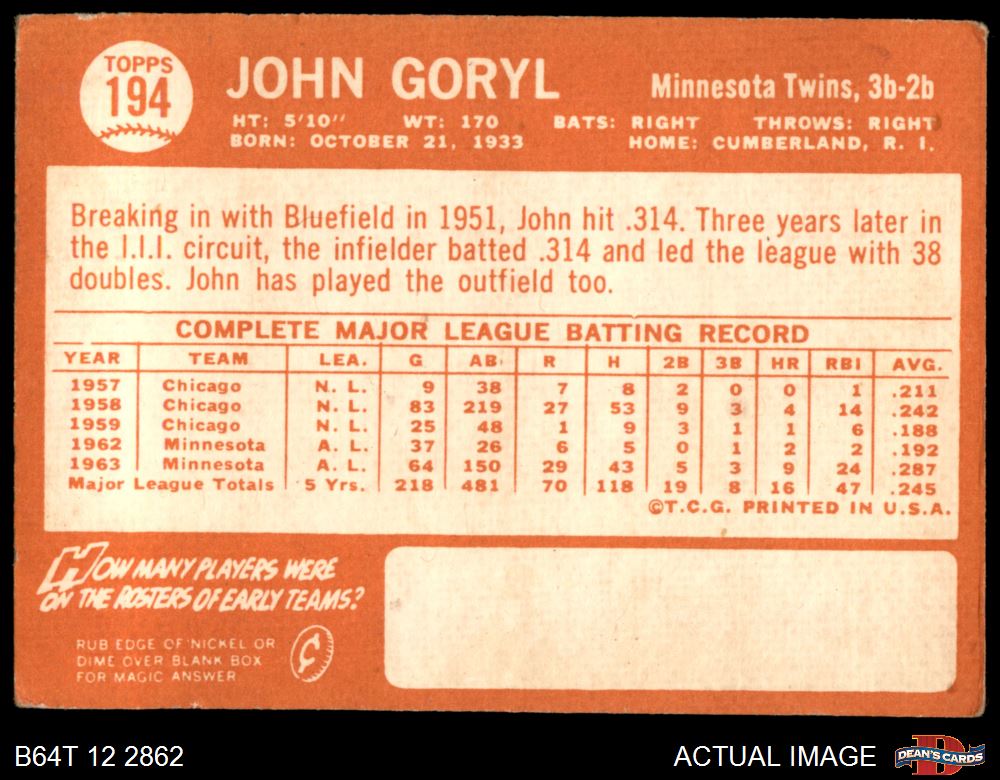 TOPPS
194
JOHN GORYL
Minnesota Twins, 3b-2b
HT: 5'10" WT: 170 BATS: RIGHT THROWS: RIGHT
BORN: OCTOBER 21, 1933 HOME: CUMBERLAND, R. I.
Breaking in with Bluefield in 1951, John hit .314. Three years later in
the I.I.I. circuit, the infielder batted .314 and led the league with 38
doubles. John has played the outfield too.
COMPLETE MAJOR LEAGUE BATTING RECORD
YEAR TEAM LEA. G AB R H 2B 3B HR RBI AVG.
1957 Chicago N. L. 9 38 7 8 2 0 0 1 .211
1958 Chicago N. L. 83 219 27 53 9 3 4 14 .242
1959 Chicago N. L. 25 48 1 9 3 1 1 6 .188
1962 Minnesota A. L. 37 26 6 5 0 1 2 2 .192
1963 Minnesota A. L. 64 150 29 43 5 3 9 24 .287
Major League Totals 5 Yrs. 218 481 70 118 19 8 16 47 .245
©T.C.G. PRINTED IN U.S.A.
HOW MANY PLAYERS WERE
ON THE ROSTERS OF EARLY TEAMS?
RUB EDGE OF NICKEL OR
DIME OVER BLANK BOX
FOR MAGIC ANSWER
¢
B64T 12 2862
ACTUAL IMAGE
D
DEAN'S CARDS